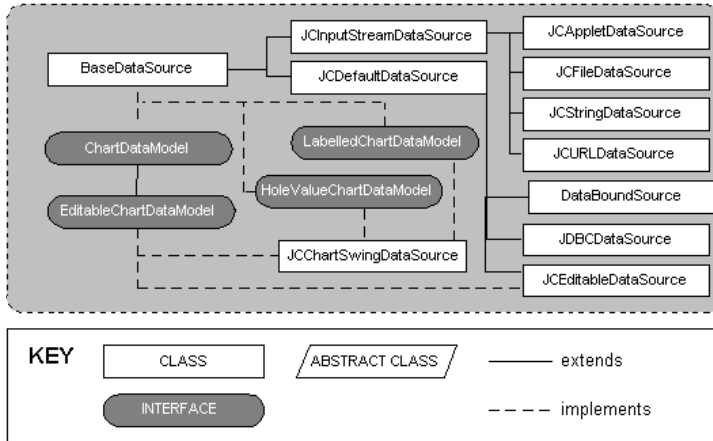 JCInputStreamDataSource
JCAppletDataSource
BaseDataSource
JCDefaultDataSource
JCFileDataSource
JCStringDataSource
ChartDataModel
LabelledChartDataModel
JCURLDataSource
HoleValueChartDataModel
DataBoundSource
EditableChartDataModel
JDBCDataSource
JCChartSwingDataSource
JCEditableDataSource
KEY
CLASS
ABSTRACT CLASS
extends
INTERFACE
implements